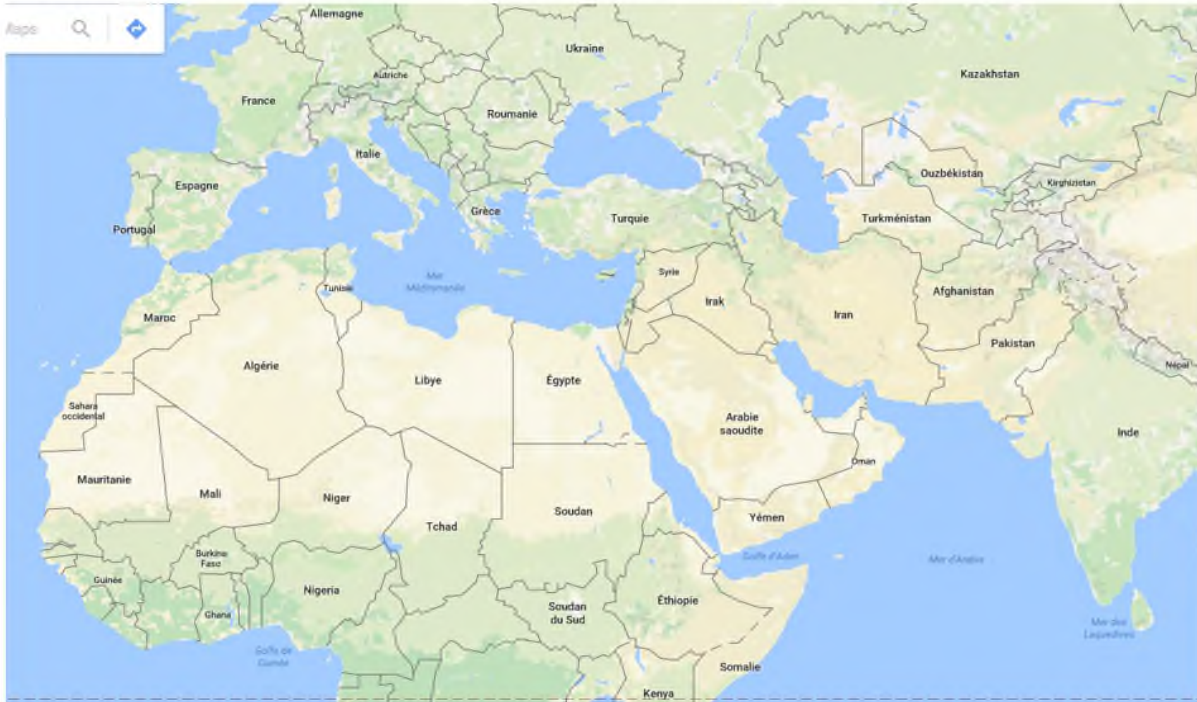 Maps
Allemagne
Ukraine
Kazakhstan
Autriche
France
Roumanie
Italie
Ouzbékistan
Kirghizistan
Espagne
Grèce
Turquie
Turkménistan
Portugal
Mer
Méditerranée
Syrie
Tunisie
Afghanistan
Irak
Iran
Maroc
Pakistan
Algérie
Libye
Égypte
Népal
Sahara
occidental
Arabie
saoudite
Inde
Oman
Mauritanie
Mali
Niger
Soudan
Yémen
Tchad
Burkina
Faso
Golfe d'Aden
Mer d'Arabie
Guinée
Nigeria
Éthiopie
Ghana
Soudan
du Sud
Mer des
Laquedives
Golfe de
Guinée
Somalie
Kenya